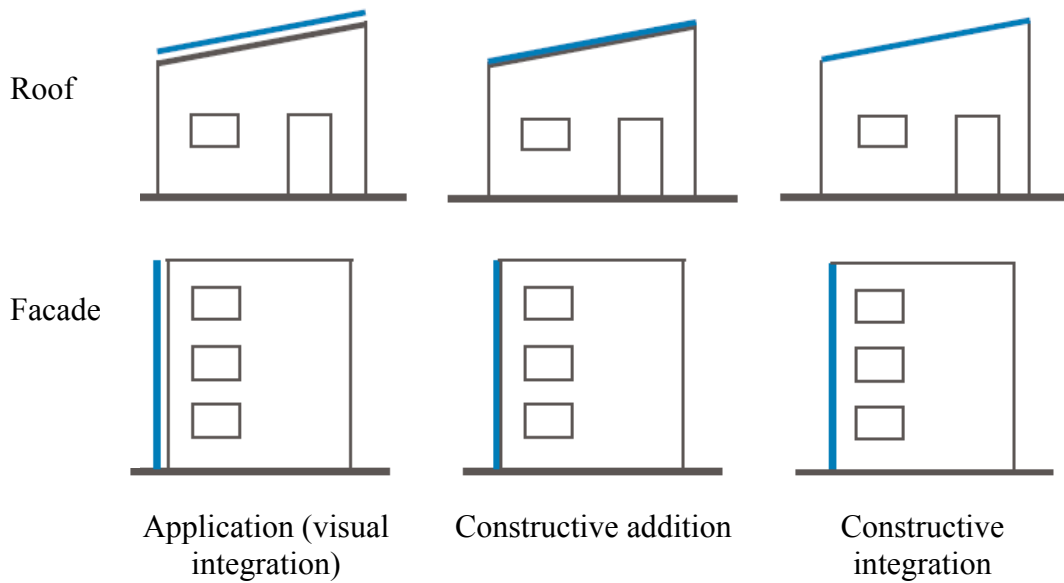 Roof
Facade
Application (visual
integration)
Constructive addition
Constructive
integration